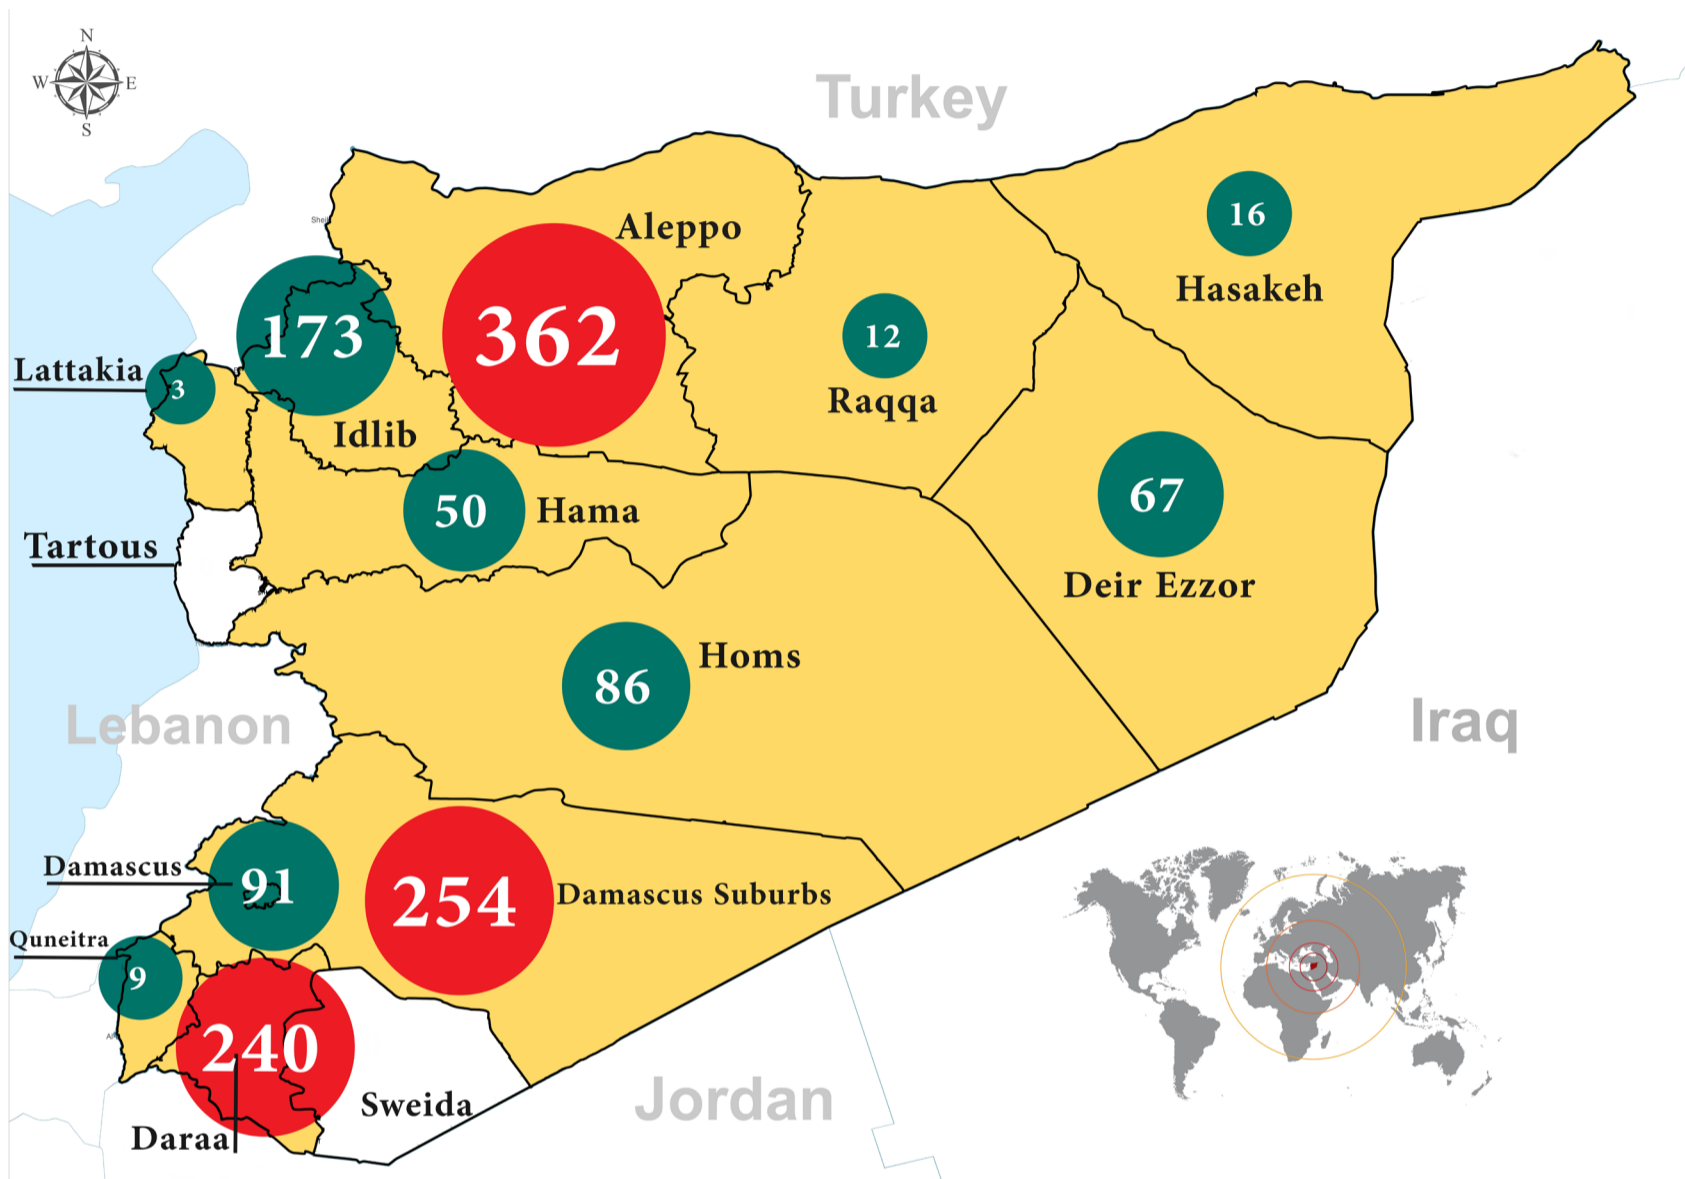 N
W E
S
Turkey
Aleppo
16
Hasakeh
173
362
12
Raqqa
Lattakia
3
Idlib
50
Hama
67
Deir Ezzor
Tartous
Homs
86
Lebanon
Iraq
Damascus
91
254
Damascus Suburbs
Quneitra
9
240
Sweida
Jordan
Daraa